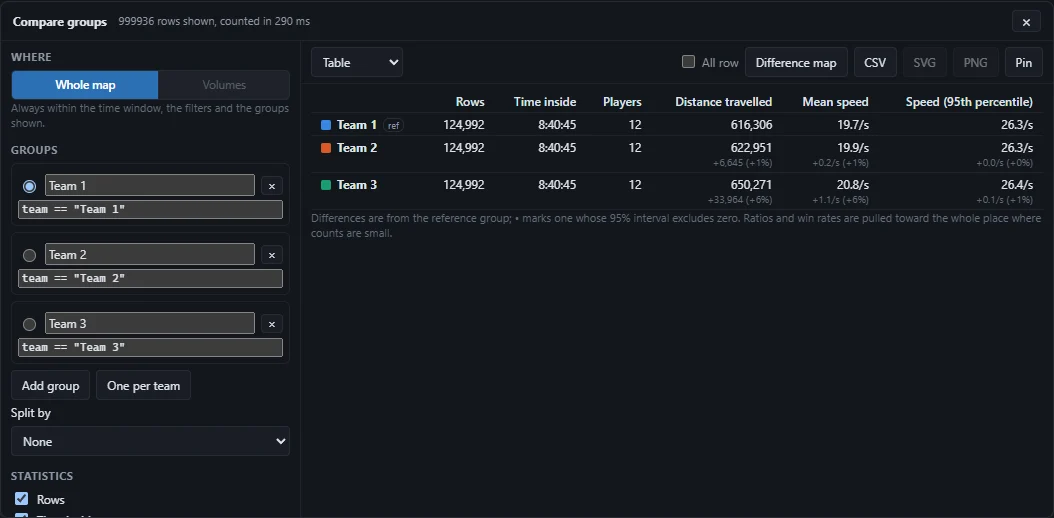 Compare groups 999936 rows shown, counted in 290 ms ×
WHERE
Whole map Volumes
Always within the time window, the filters and the groups
shown.
GROUPS
Team 1 ×
team == "Team 1"
Team 2 ×
team == "Team 2"
Team 3 ×
team == "Team 3"
Add group One per team
Split by
None
STATISTICS
Rows
Table All row Difference map CSV SVG PNG Pin
Rows Time inside Players Distance travelled Mean speed Speed (95th percentile)
Team 1 ref 124,992 8:40:45 12 616,306 19.7/s 26.3/s
Team 2 124,992 8:40:45 12 622,951 19.9/s 26.3/s
+6,645 (+1%) +0.2/s (+1%) +0.0/s (+0%)
Team 3 124,992 8:40:45 12 650,271 20.8/s 26.4/s
+33,964 (+6%) +1.1/s (+6%) +0.1/s (+1%)
Differences are from the reference group; • marks one whose 95% interval excludes zero. Ratios and win rates are pulled toward the whole place where
counts are small.